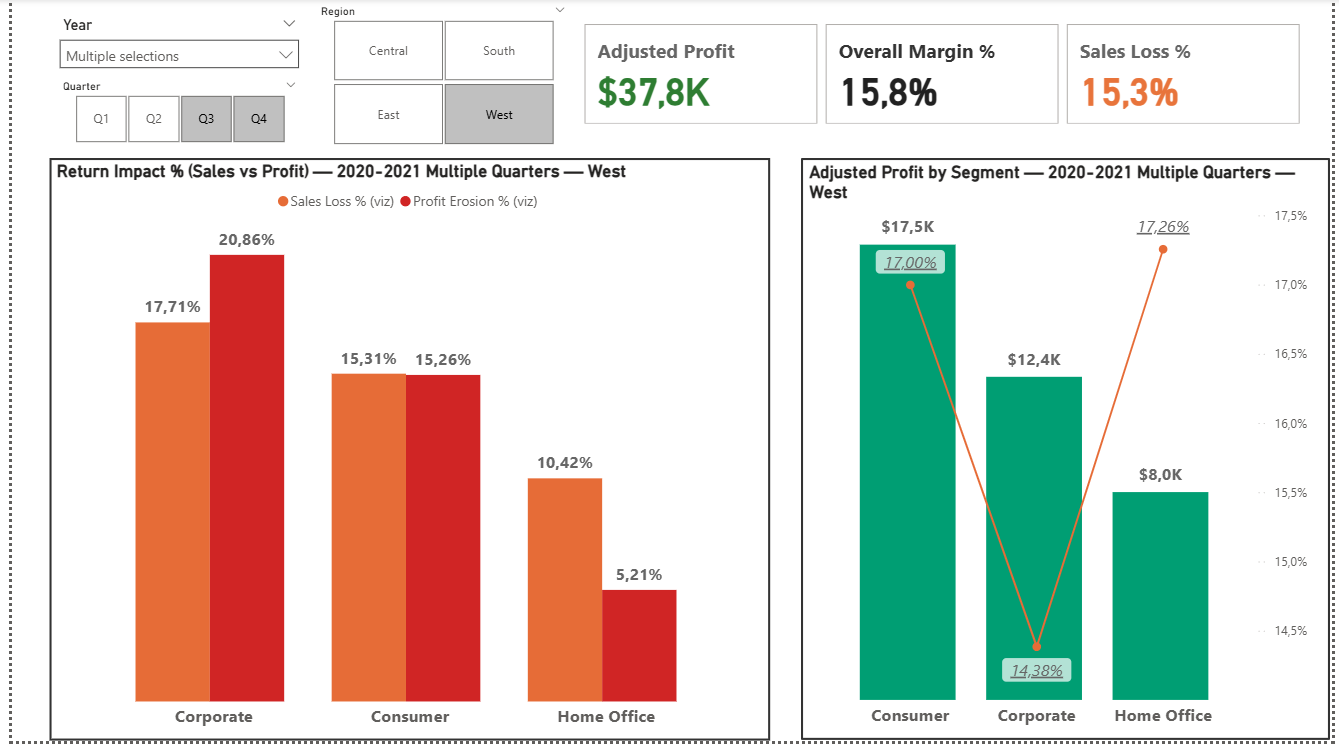 Year
Multiple selections
Quarter
Q1 Q2 Q3 Q4
Region
Central South
East West
Adjusted Profit
$37,8K
Overall Margin %
15,8%
Sales Loss %
15,3%
Return Impact % (Sales vs Profit) — 2020-2021 Multiple Quarters — West
Sales Loss % (viz) Profit Erosion % (viz)
20,86%
17,71%
15,31% 15,26%
10,42%
5,21%
Corporate Consumer Home Office
Adjusted Profit by Segment — 2020-2021 Multiple Quarters —
West
17,5%
$17,5K 17,26%
17,00%
17,0%
16,5%
$12,4K
16,0%
15,5%
$8,0K
15,0%
14,5%
14,38%
Consumer Corporate Home Office